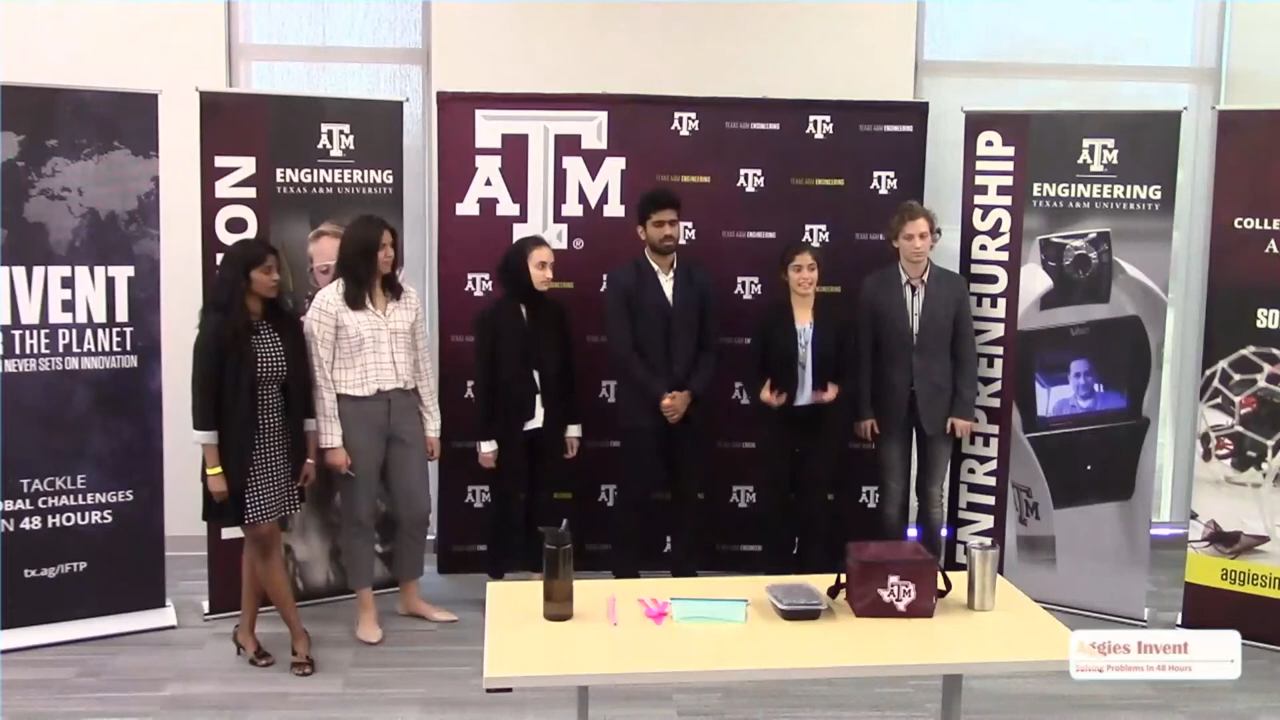 INVENT
R THE PLANET
N NEVER SETS ON INNOVATION
TACKLE
OBAL CHALLENGES
N 48 HOURS
tx.ag/IFTP
ON
ATM
ENGINEERING
TEXAS A&M UNIVERSITY
ATM
®
TEXAS A&M ENGINEERING
ENTREPRENEURSHIP
ATM
ENGINEERING
TEXAS A&M UNIVERSITY
ATM
COLLE
A
SO
aggiesin
ATM
Aggies Invent
Solving Problems In 48 Hours